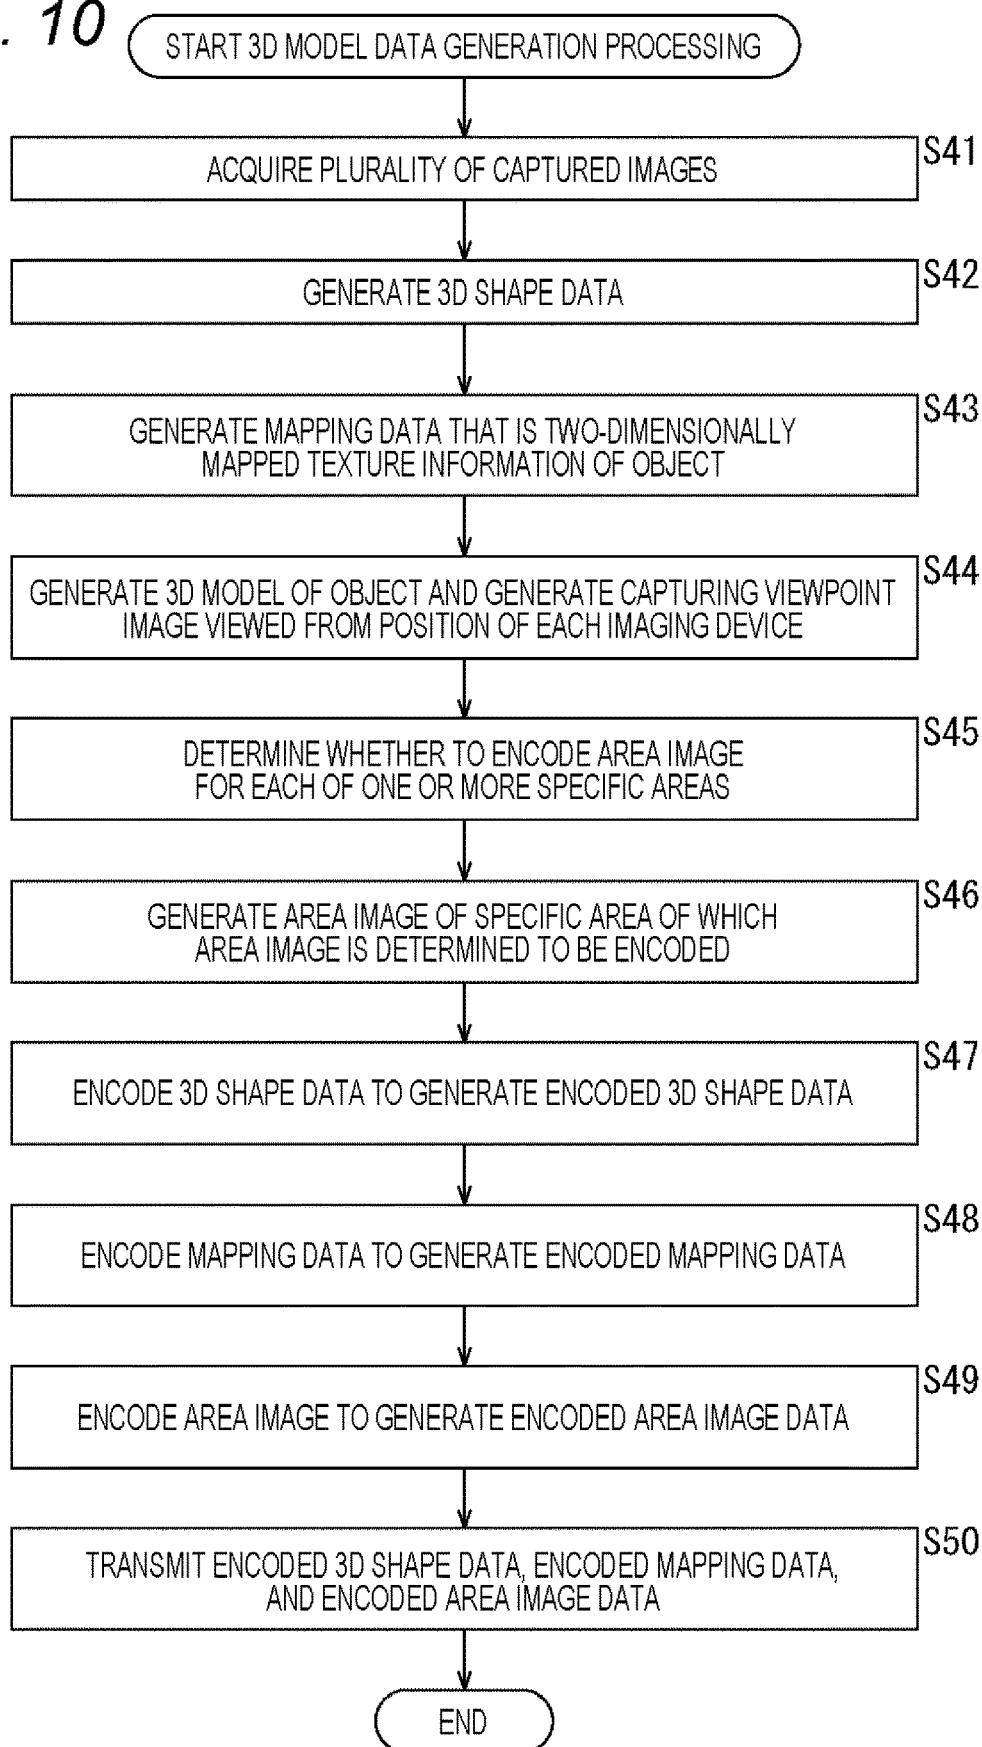 . 10
START 3D MODEL DATA GENERATION PROCESSING
S41
ACQUIRE PLURALITY OF CAPTURED IMAGES
S42
GENERATE 3D SHAPE DATA
S43
GENERATE MAPPING DATA THAT IS TWO-DIMENSIONALLY
MAPPED TEXTURE INFORMATION OF OBJECT
S44
GENERATE 3D MODEL OF OBJECT AND GENERATE CAPTURING VIEWPOINT
IMAGE VIEWED FROM POSITION OF EACH IMAGING DEVICE
S45
DETERMINE WHETHER TO ENCODE AREA IMAGE
FOR EACH OF ONE OR MORE SPECIFIC AREAS
S46
GENERATE AREA IMAGE OF SPECIFIC AREA OF WHICH
AREA IMAGE IS DETERMINED TO BE ENCODED
S47
ENCODE 3D SHAPE DATA TO GENERATE ENCODED 3D SHAPE DATA
S48
ENCODE MAPPING DATA TO GENERATE ENCODED MAPPING DATA
S49
ENCODE AREA IMAGE TO GENERATE ENCODED AREA IMAGE DATA
S50
TRANSMIT ENCODED 3D SHAPE DATA, ENCODED MAPPING DATA,
AND ENCODED AREA IMAGE DATA
END